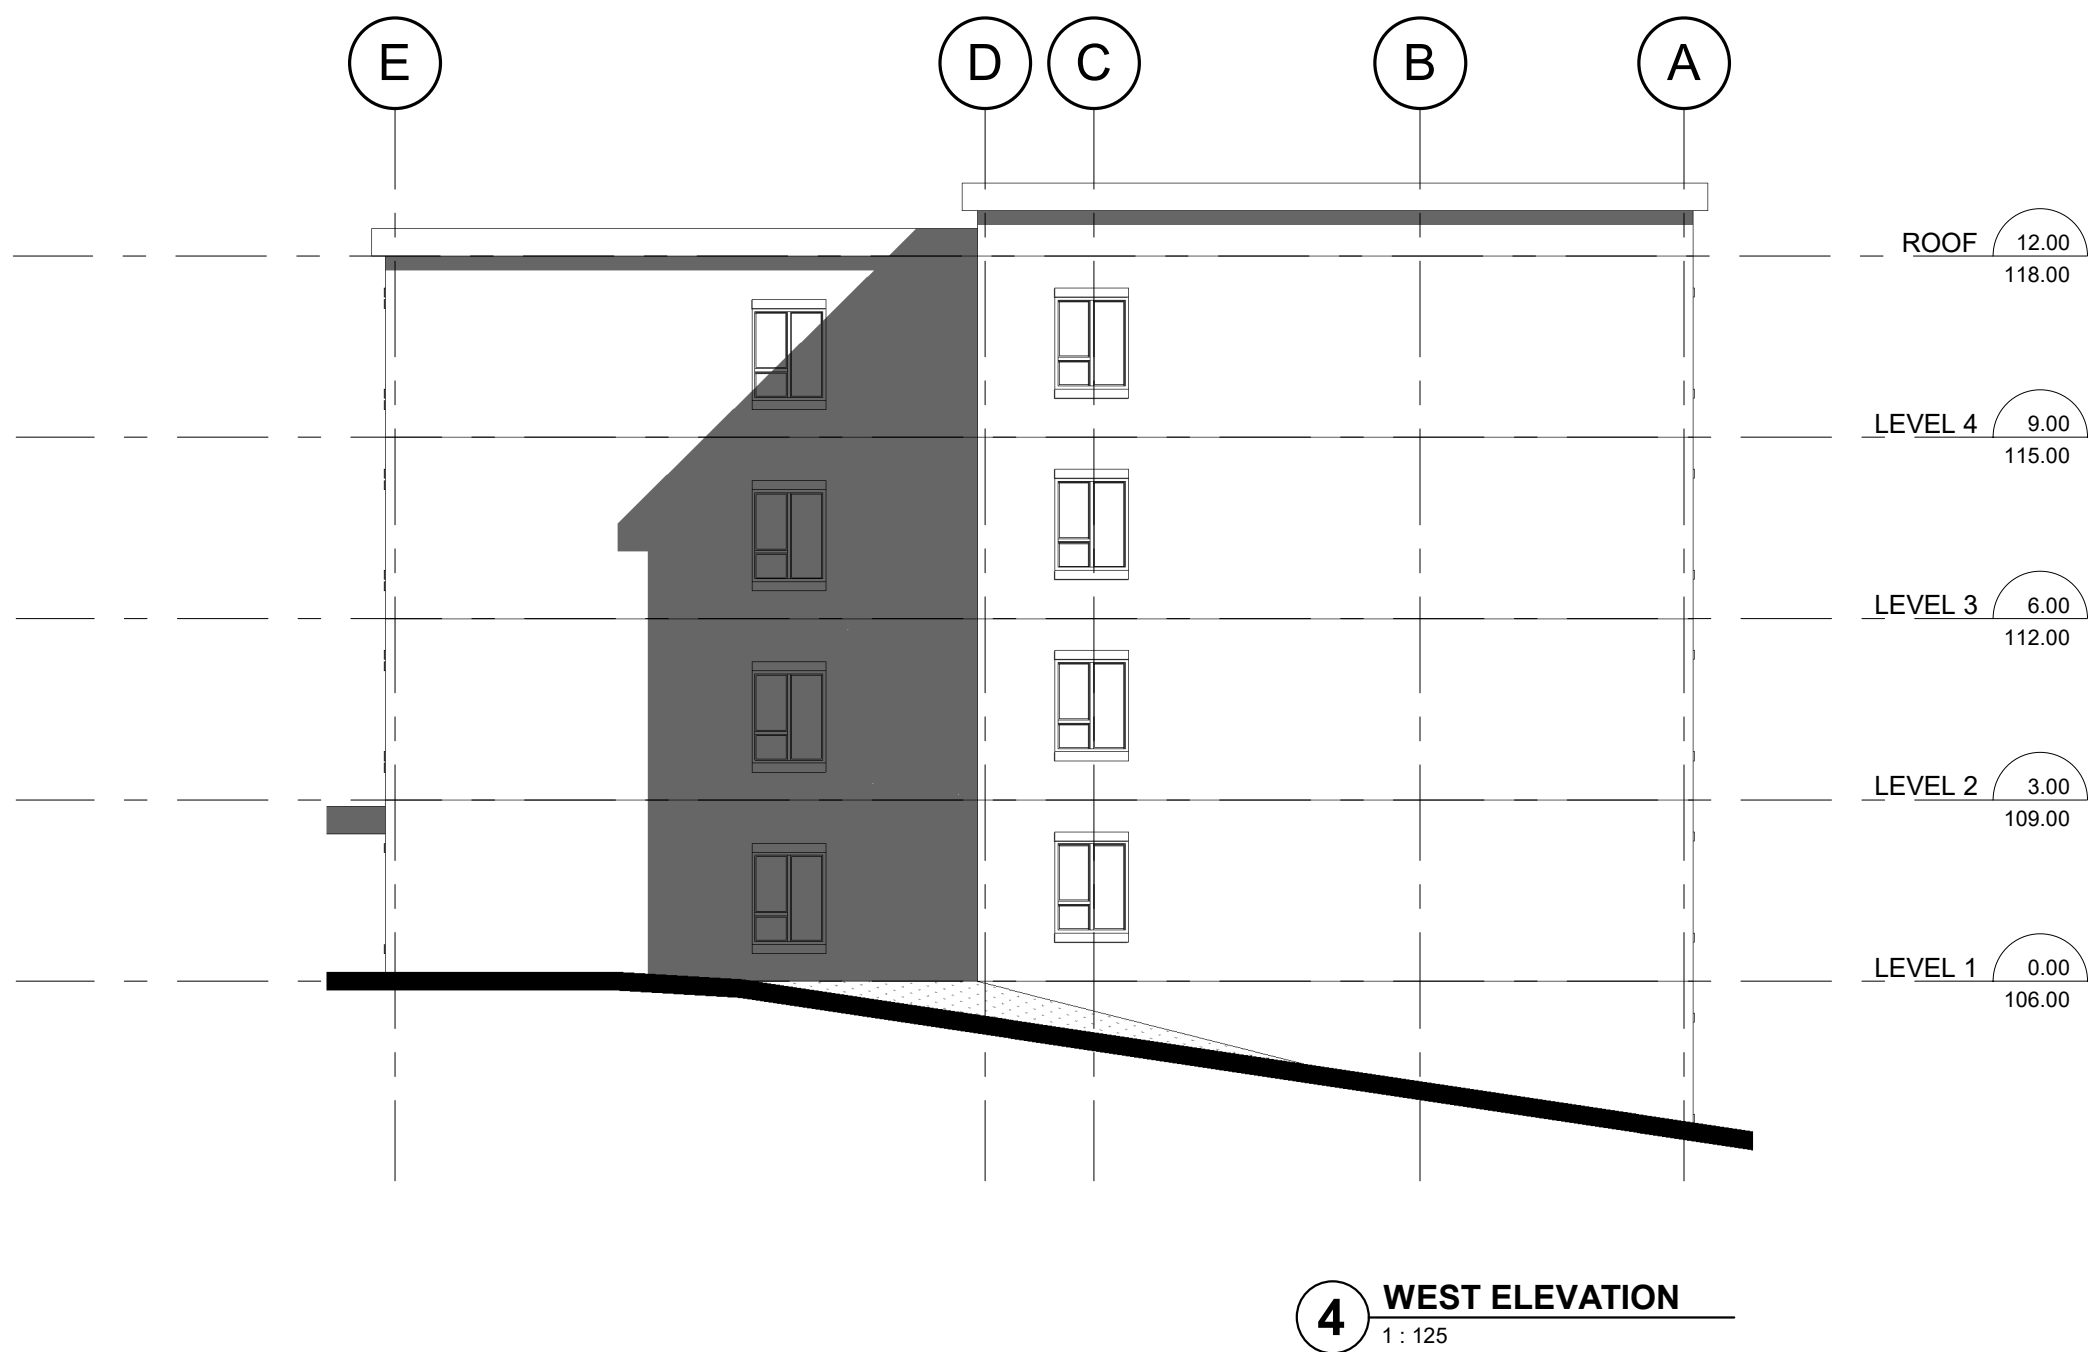 E D C B A
ROOF 12.00
118.00
LEVEL 4 9.00
115.00
LEVEL 3 6.00
112.00
LEVEL 2 3.00
109.00
LEVEL 1 0.00
106.00
4 WEST ELEVATION
1 : 125